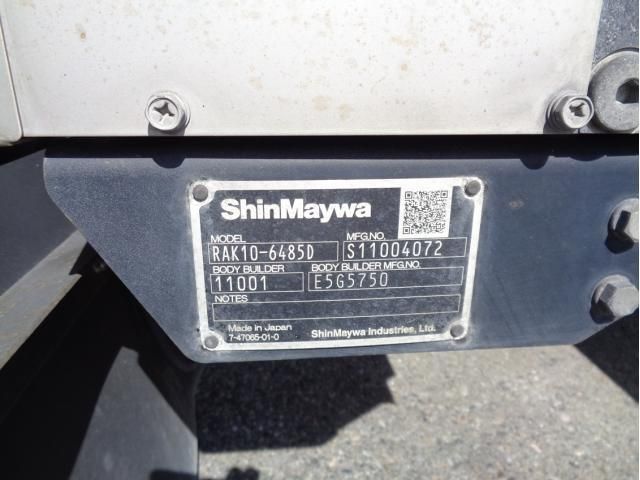 ShinMaywa
MODEL MFG.NO.
RAK10-6485D S11004072
BODY BUILDER BODY BUILDER MFG.NO.
11001 E5G5750
NOTES
Made in Japan ShinMaywa Industries, Ltd.
7-47065-01-0